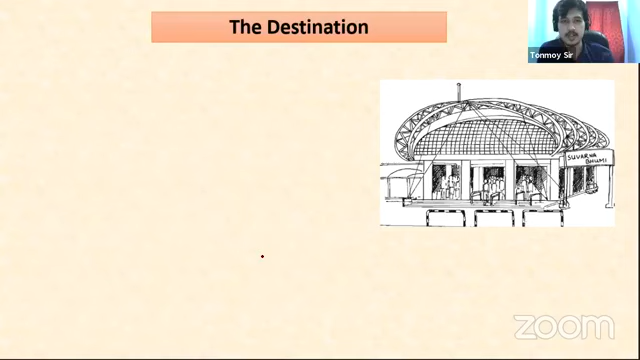 The Destination
Tonmoy Sir
SUVARNA
BHUMI
zoom